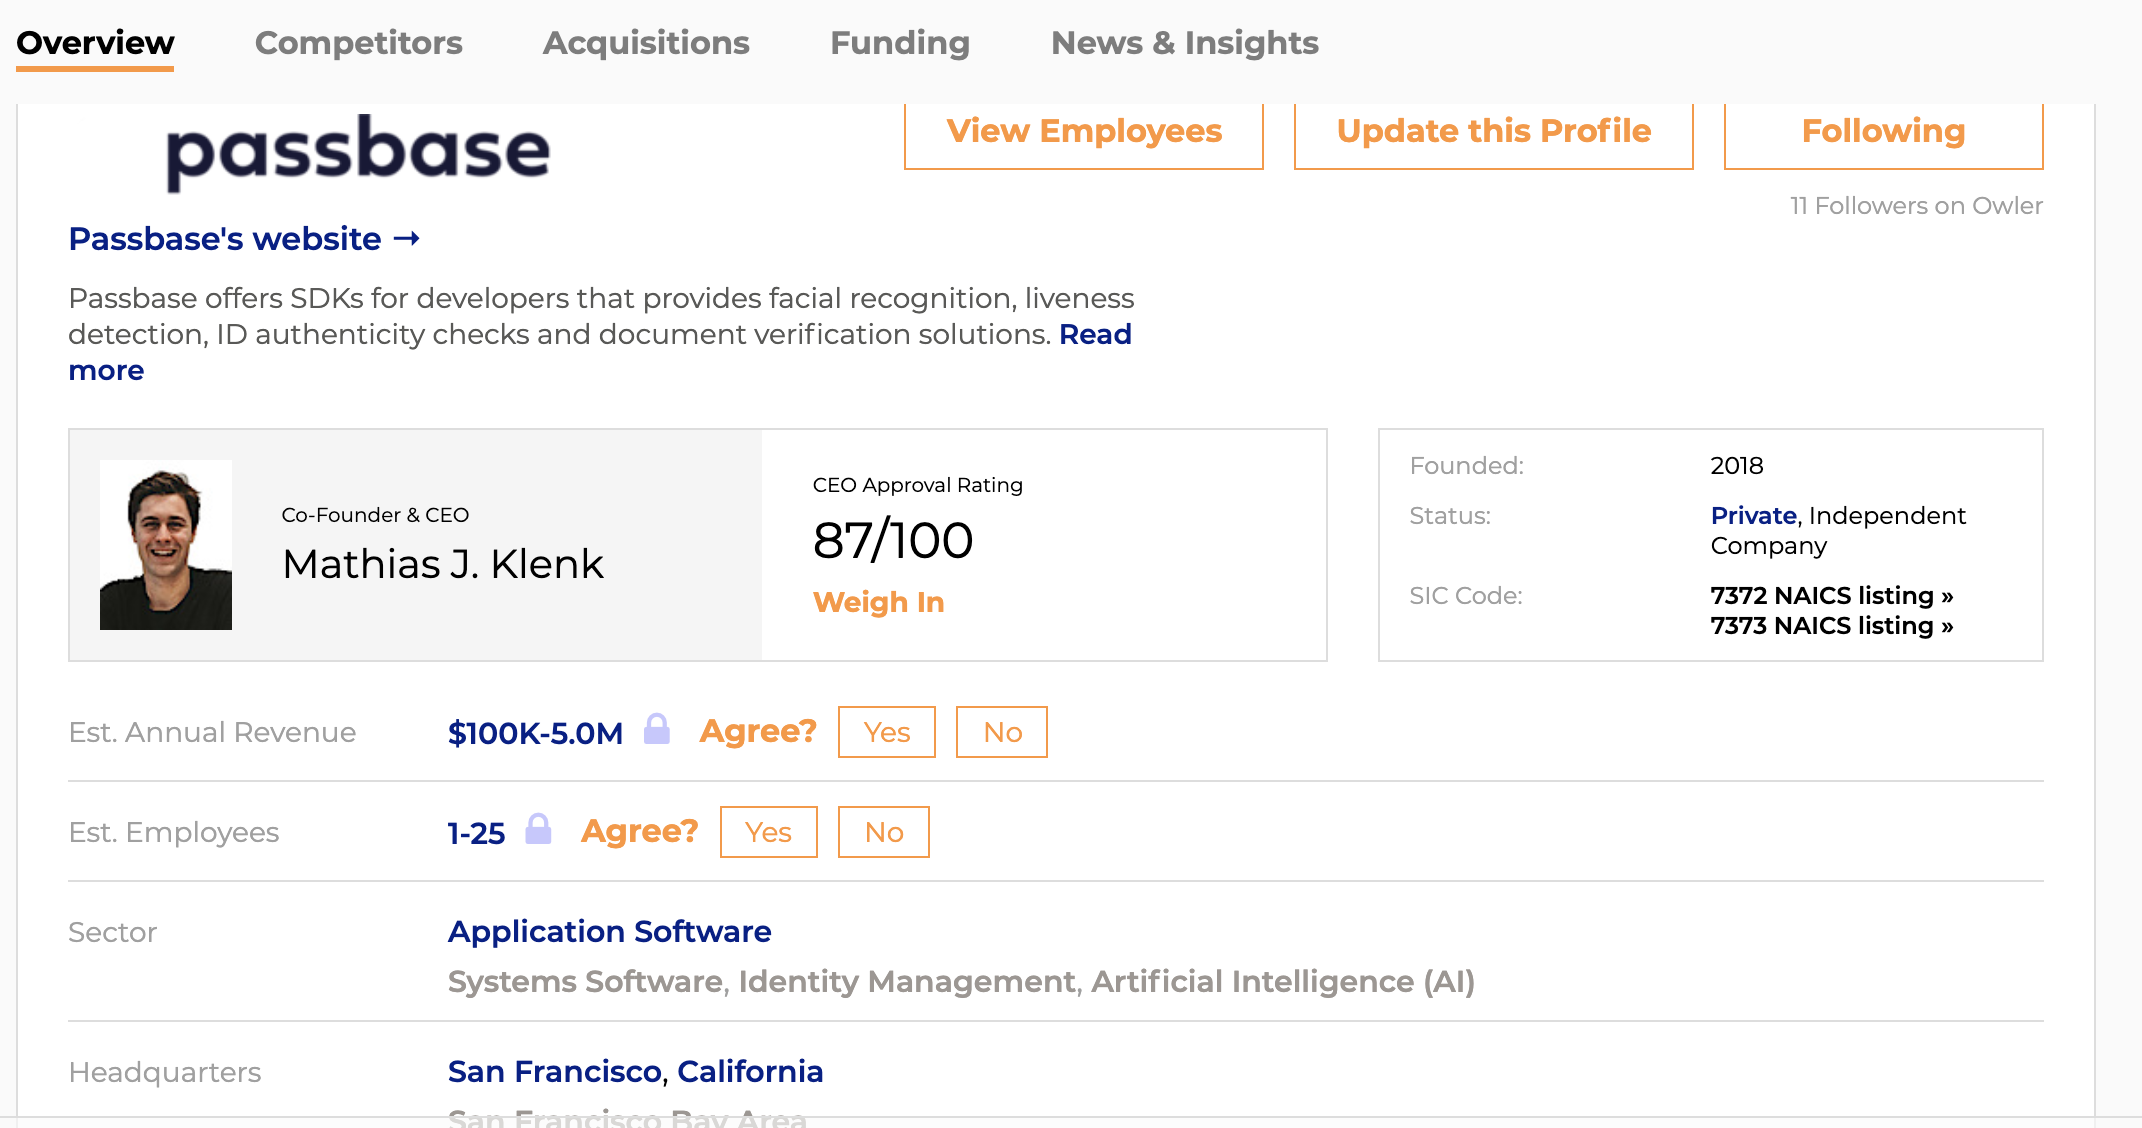 Overview Competitors Acquisitions Funding News & Insights
passbase
View Employees Update this Profile Following
11 Followers on Owler
Passbase's website →
Passbase offers SDKs for developers that provides facial recognition, liveness
detection, ID authenticity checks and document verification solutions. Read
more
Co-Founder & CEO
Mathias J. Klenk
CEO Approval Rating
87/100
Weigh In
Founded: 2018
Status: Private, Independent
Company
SIC Code: 7372 NAICS listing »
7373 NAICS listing »
Est. Annual Revenue $100K-5.0M Agree? Yes No
Est. Employees 1-25 Agree? Yes No
Sector Application Software
Systems Software, Identity Management, Artificial Intelligence (AI)
Headquarters San Francisco, California
San Francisco Bay Area